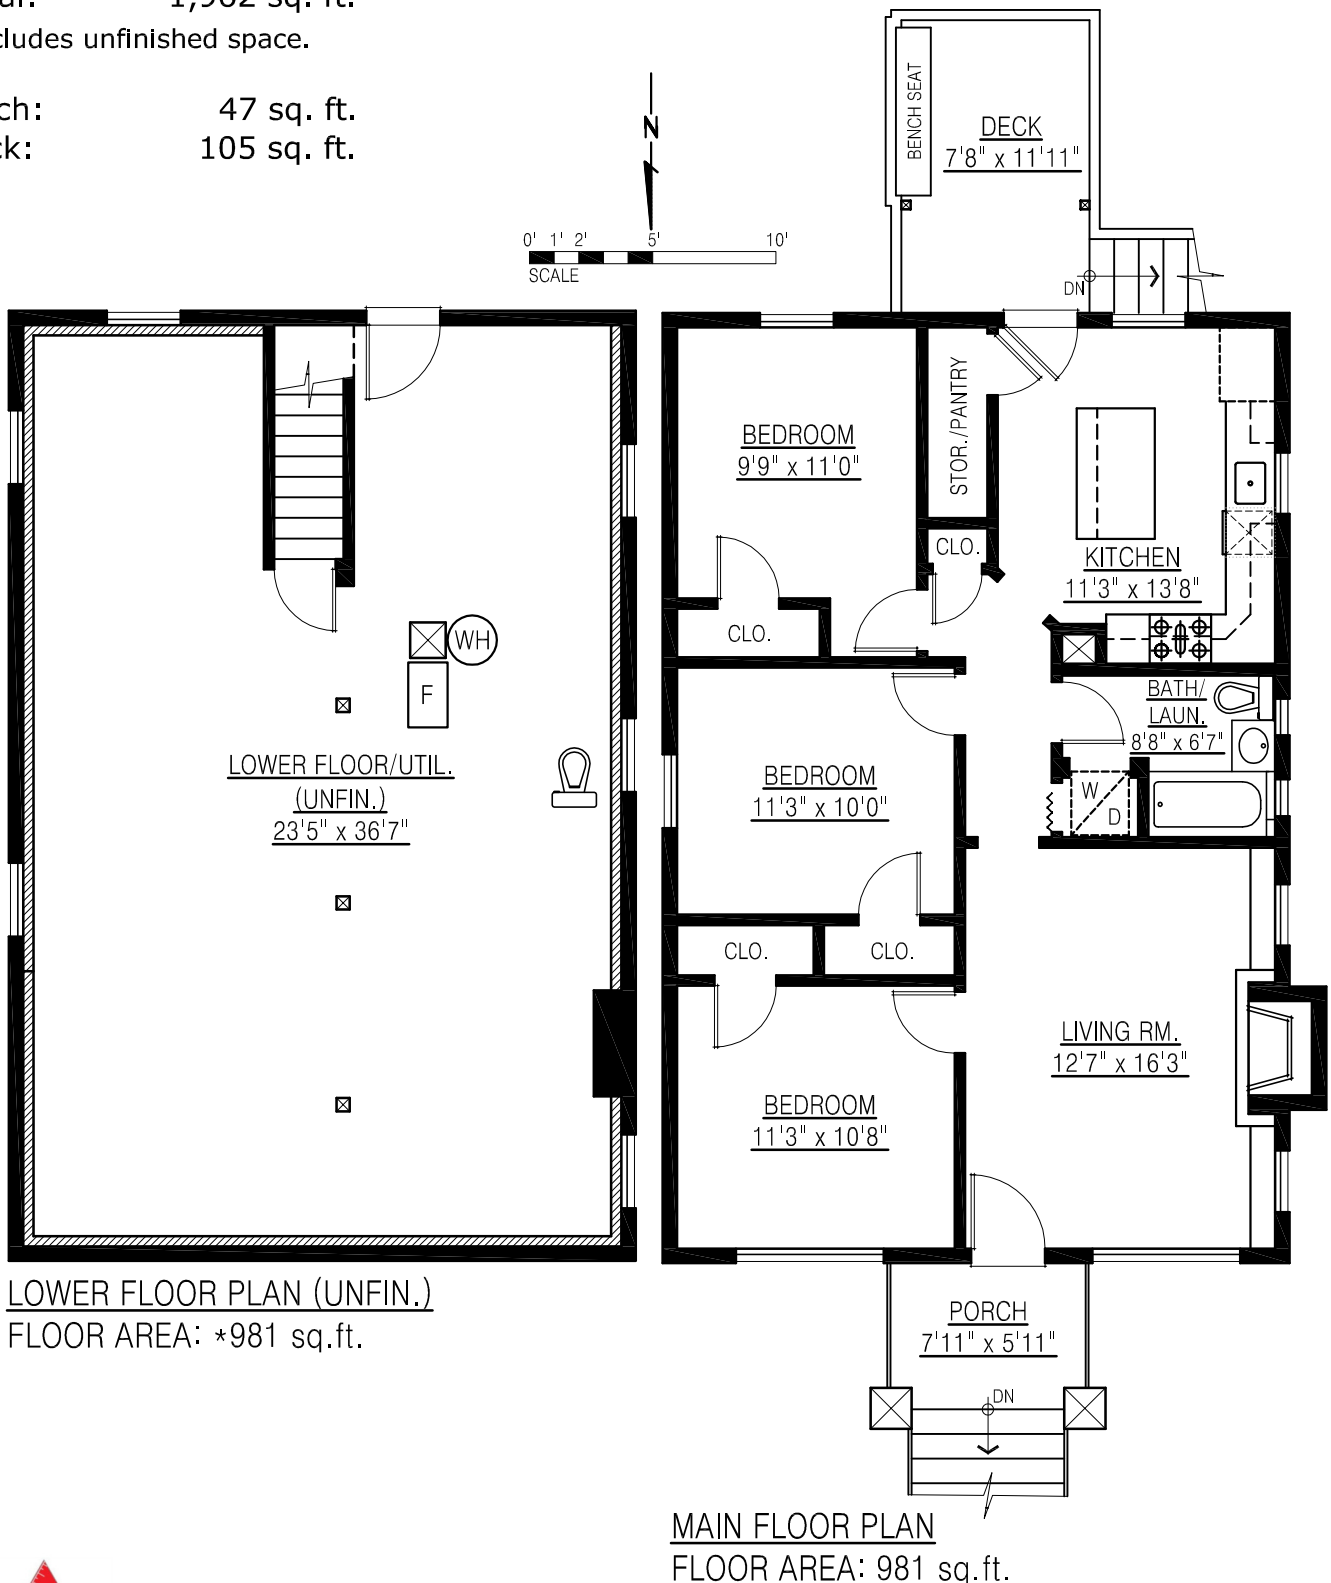 1,962 sq. ft.
cludes unfinished space.
ch: 47 sq. ft.
ck: 105 sq. ft.
N
0' 1' 2' 5' 10'
SCALE
BENCH SEAT
DECK
7'8" x 11'11"
DN
BEDROOM
9'9" x 11'0"
STOR./PANTRY
CLO.
KITCHEN
11'3" x 13'8"
CLO.
BATH/
LAUN.
8'8" x 6'7"
W
D
BEDROOM
11'3" x 10'0"
CLO.
CLO.
LIVING RM.
12'7" x 16'3"
BEDROOM
11'3" x 10'8"
PORCH
7'11" x 5'11"
DN
MAIN FLOOR PLAN
FLOOR AREA: 981 sq.ft.
WH
F
LOWER FLOOR/UTIL.
(UNFIN.)
23'5" x 36'7"
LOWER FLOOR PLAN (UNFIN.)
FLOOR AREA: *981 sq.ft.